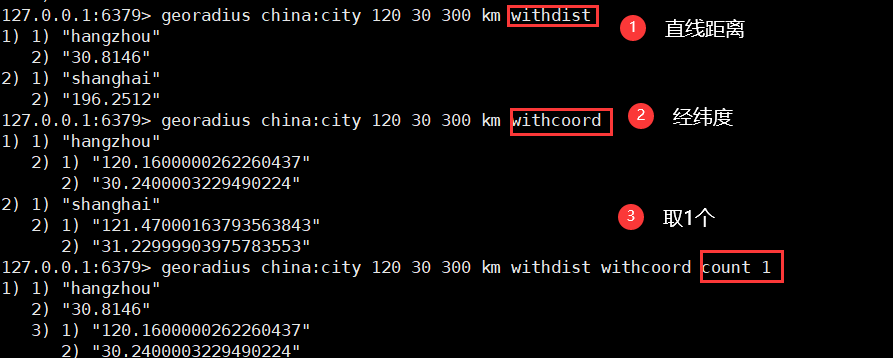 127.0.0.1:6379> georadius china:city 120 30 300 km withdist 1 直线距离
1) 1) "hangzhou"
2) "30.8146"
2) 1) "shanghai"
2) "196.2512"
127.0.0.1:6379> georadius china:city 120 30 300 km withcoord 2 经纬度
1) 1) "hangzhou"
2) 1) "120.1600000262260437"
2) "30.2400003229490224"
2) 1) "shanghai"
2) 1) "121.47000163793563843"
2) "31.22999903975783553"
3 取1个
127.0.0.1:6379> georadius china:city 120 30 300 km withdist withcoord count 1
1) 1) "hangzhou"
2) "30.8146"
3) 1) "120.1600000262260437"
2) "30.2400003229490224"